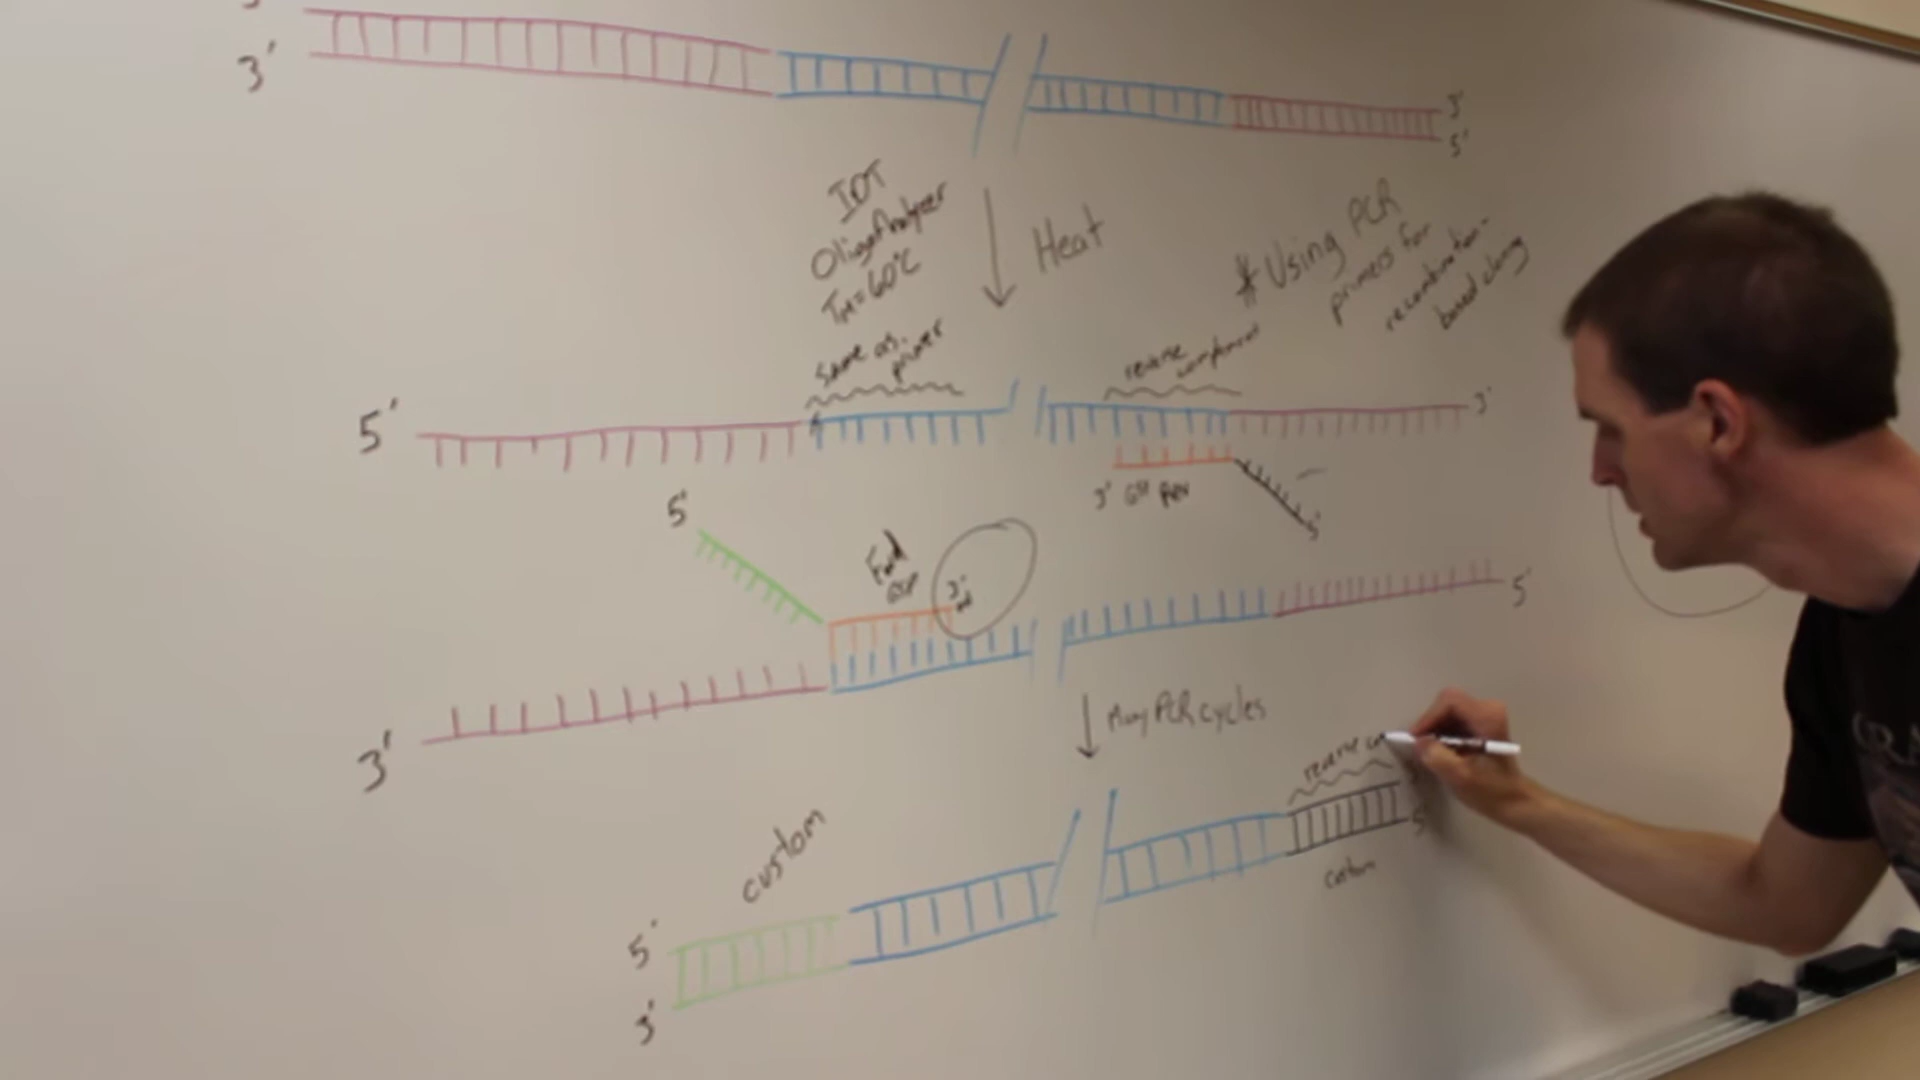 3'
3'
5'
IDT
OligoAnalyzer
TM=60°C
Heat
# Using PCR
primers for
recombination-
based cloning
same as
primer
reverse
complement
5'
3'
3' GSP Rev
5'
5'
Fwd
GSP
3'
5'
3'
Many PCR cycles
reverse co
custom
5'
3'
5'
custom